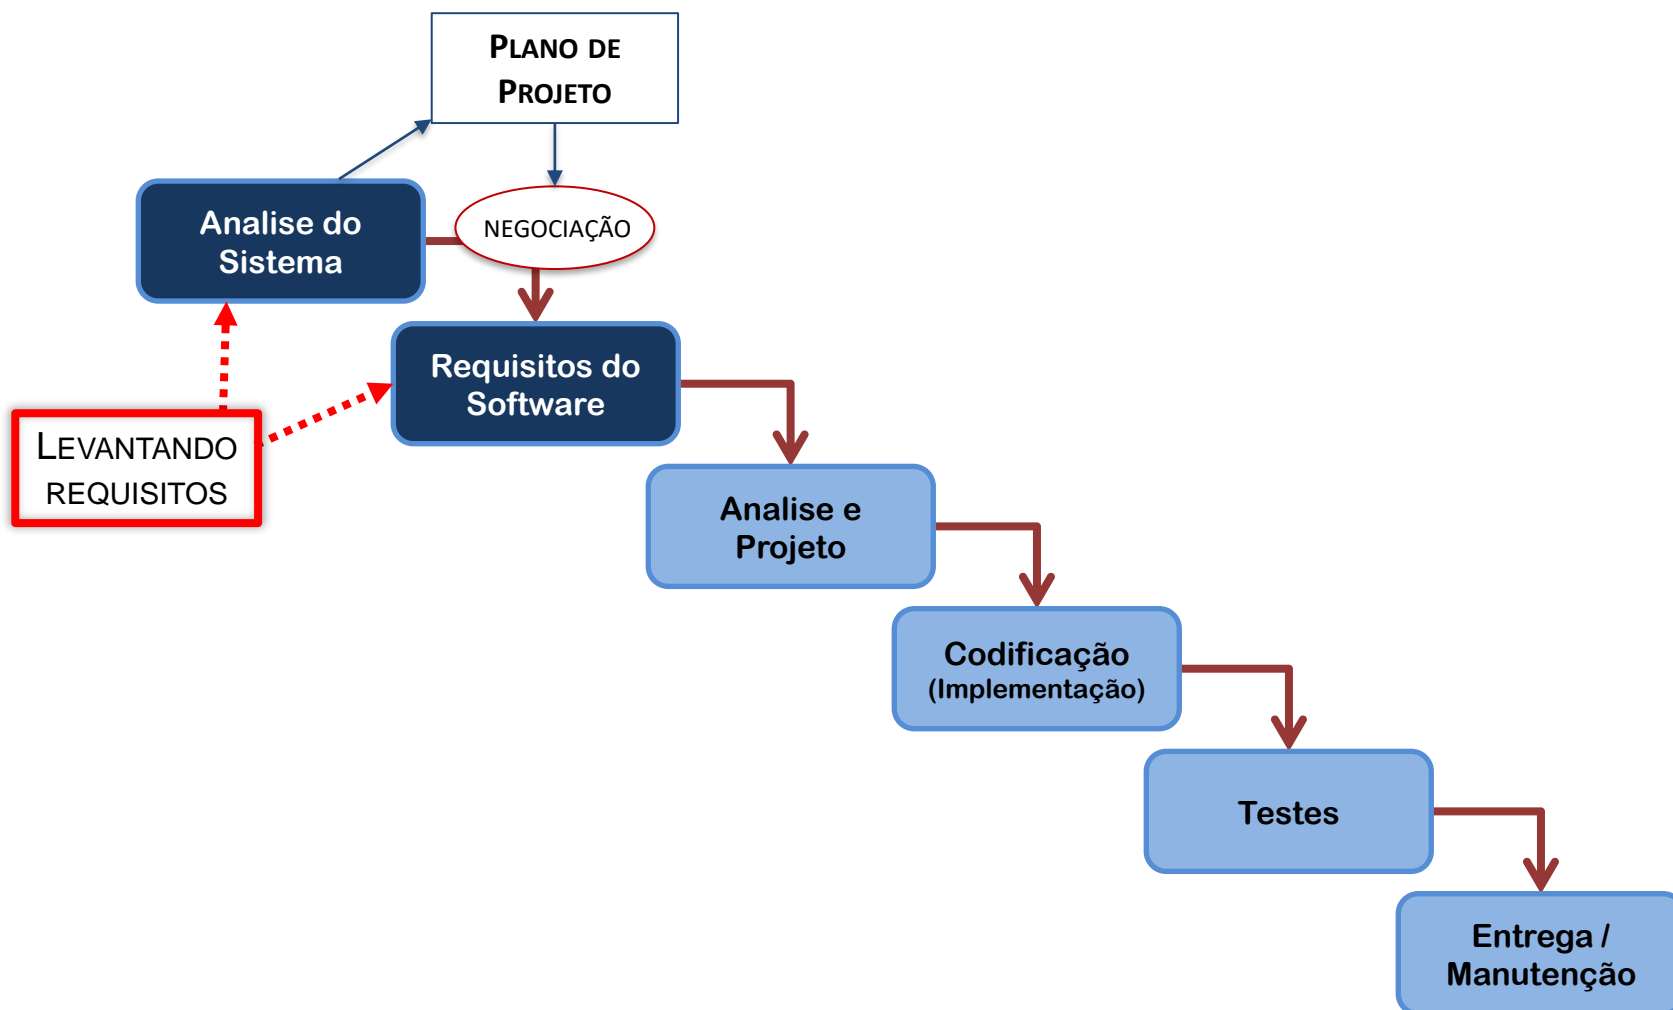 PLANO DE
PROJETO
Analise do
Sistema
NEGOCIAÇÃO
Requisitos do
Software
LEVANTANDO
REQUISITOS
Analise e
Projeto
Codificação
(Implementação)
Testes
Entrega /
Manutenção